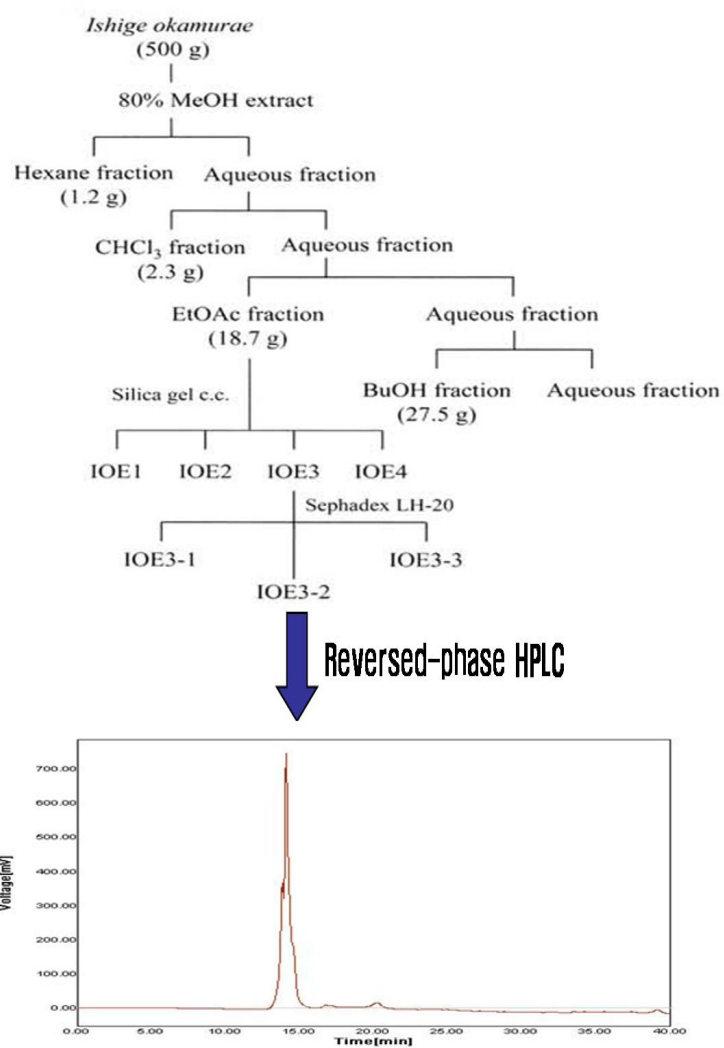 Ishige okamurae
(500 g)
80% MeOH extract
Hexane fraction
(1.2 g)
Aqueous fraction
CHCl₃ fraction
(2.3 g)
Aqueous fraction
EtOAc fraction
(18.7 g)
Aqueous fraction
Silica gel c.c.
BuOH fraction
(27.5 g)
Aqueous fraction
IOE1 IOE2 IOE3 IOE4
Sephadex LH-20
IOE3-1
IOE3-3
IOE3-2
Reversed-phase HPLC
Voltage[mV]
700.00
600.00
500.00
400.00
300.00
200.00
100.00
0.00
0.00 5.00 10.00 15.00 20.00 25.00 30.00 35.00 40.00
Time[min]